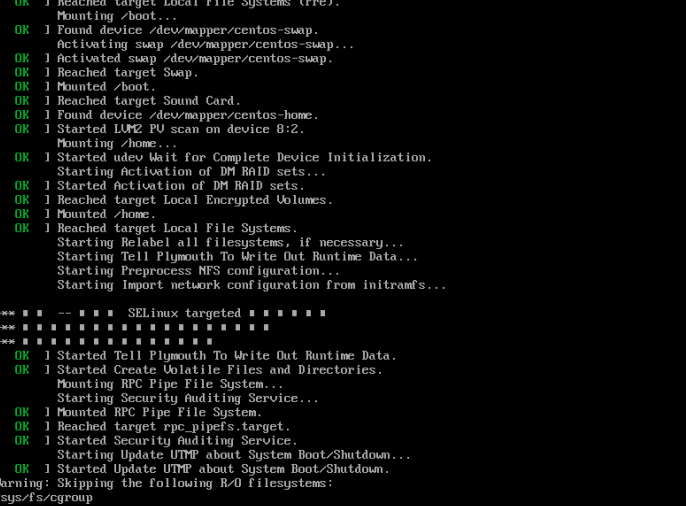 OK ] Reached target Local File Systems (Pre).
Mounting /boot...
OK ] Found device /dev/mapper/centos-swap.
Activating swap /dev/mapper/centos-swap...
OK ] Activated swap /dev/mapper/centos-swap.
OK ] Reached target Swap.
OK ] Mounted /boot.
OK ] Reached target Sound Card.
OK ] Found device /dev/mapper/centos-home.
OK ] Started LVM2 PV scan on device 8:2.
Mounting /home...
OK ] Started udev Wait for Complete Device Initialization.
Starting Activation of DM RAID sets...
OK ] Started Activation of DM RAID sets.
OK ] Reached target Local Encrypted Volumes.
OK ] Mounted /home.
OK ] Reached target Local File Systems.
Starting Relabel all filesystems, if necessary...
Starting Tell Plymouth To Write Out Runtime Data...
Starting Preprocess NFS configuration...
Starting Import network configuration from initramfs...
** ∎ ∎ -- ∎ ∎ ∎ SELinux targeted ∎ ∎ ∎ ∎ ∎ ∎
** ∎ ∎ ∎ ∎ ∎ ∎ ∎ ∎ ∎ ∎ ∎ ∎ ∎ ∎ ∎ ∎ ∎ ∎
** ∎ ∎ ∎ ∎ ∎ ∎ ∎ ∎ ∎ ∎ ∎ ∎ ∎ ∎
OK ] Started Tell Plymouth To Write Out Runtime Data.
OK ] Started Create Volatile Files and Directories.
Mounting RPC Pipe File System...
Starting Security Auditing Service...
OK ] Mounted RPC Pipe File System.
OK ] Reached target rpc_pipefs.target.
OK ] Started Security Auditing Service.
Starting Update UTMP about System Boot/Shutdown...
OK ] Started Update UTMP about System Boot/Shutdown.
arning: Skipping the following R/O filesystems:
sys/fs/cgroup